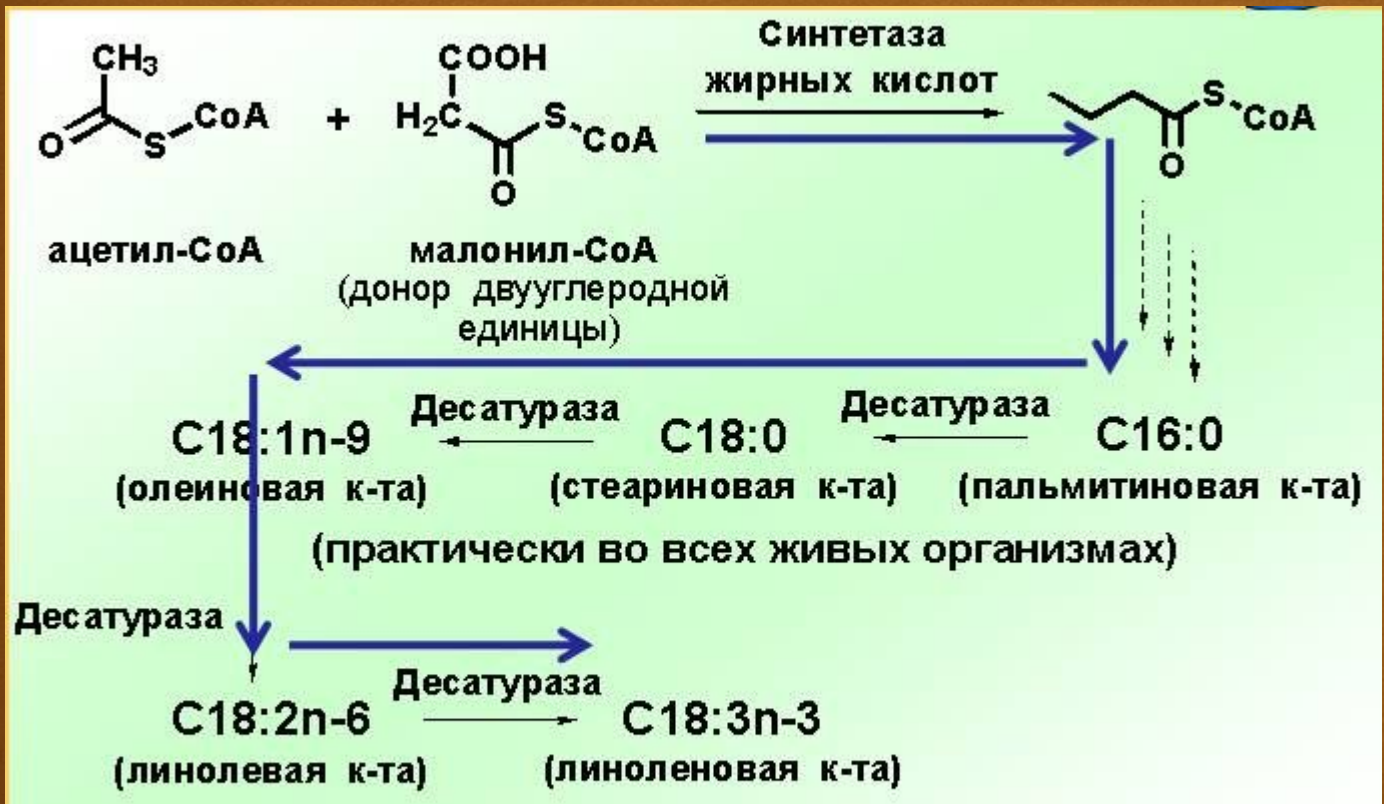 CH₃
O
S
CoA
+
COOH
H₂C
O
S
CoA
Синтетаза
жирных кислот
S
CoA
O
ацетил-CoA
малонил-CoA
(донор двууглеродной
единицы)
C18:1n-9
Десатураза
C18:0
Десатураза
C16:0
(олеиновая к-та)
(стеариновая к-та)
(пальмитиновая к-та)
(практически во всех живых организмах)
Десатураза
C18:2n-6
Десатураза
C18:3n-3
(линолевая к-та)
(линоленовая к-та)